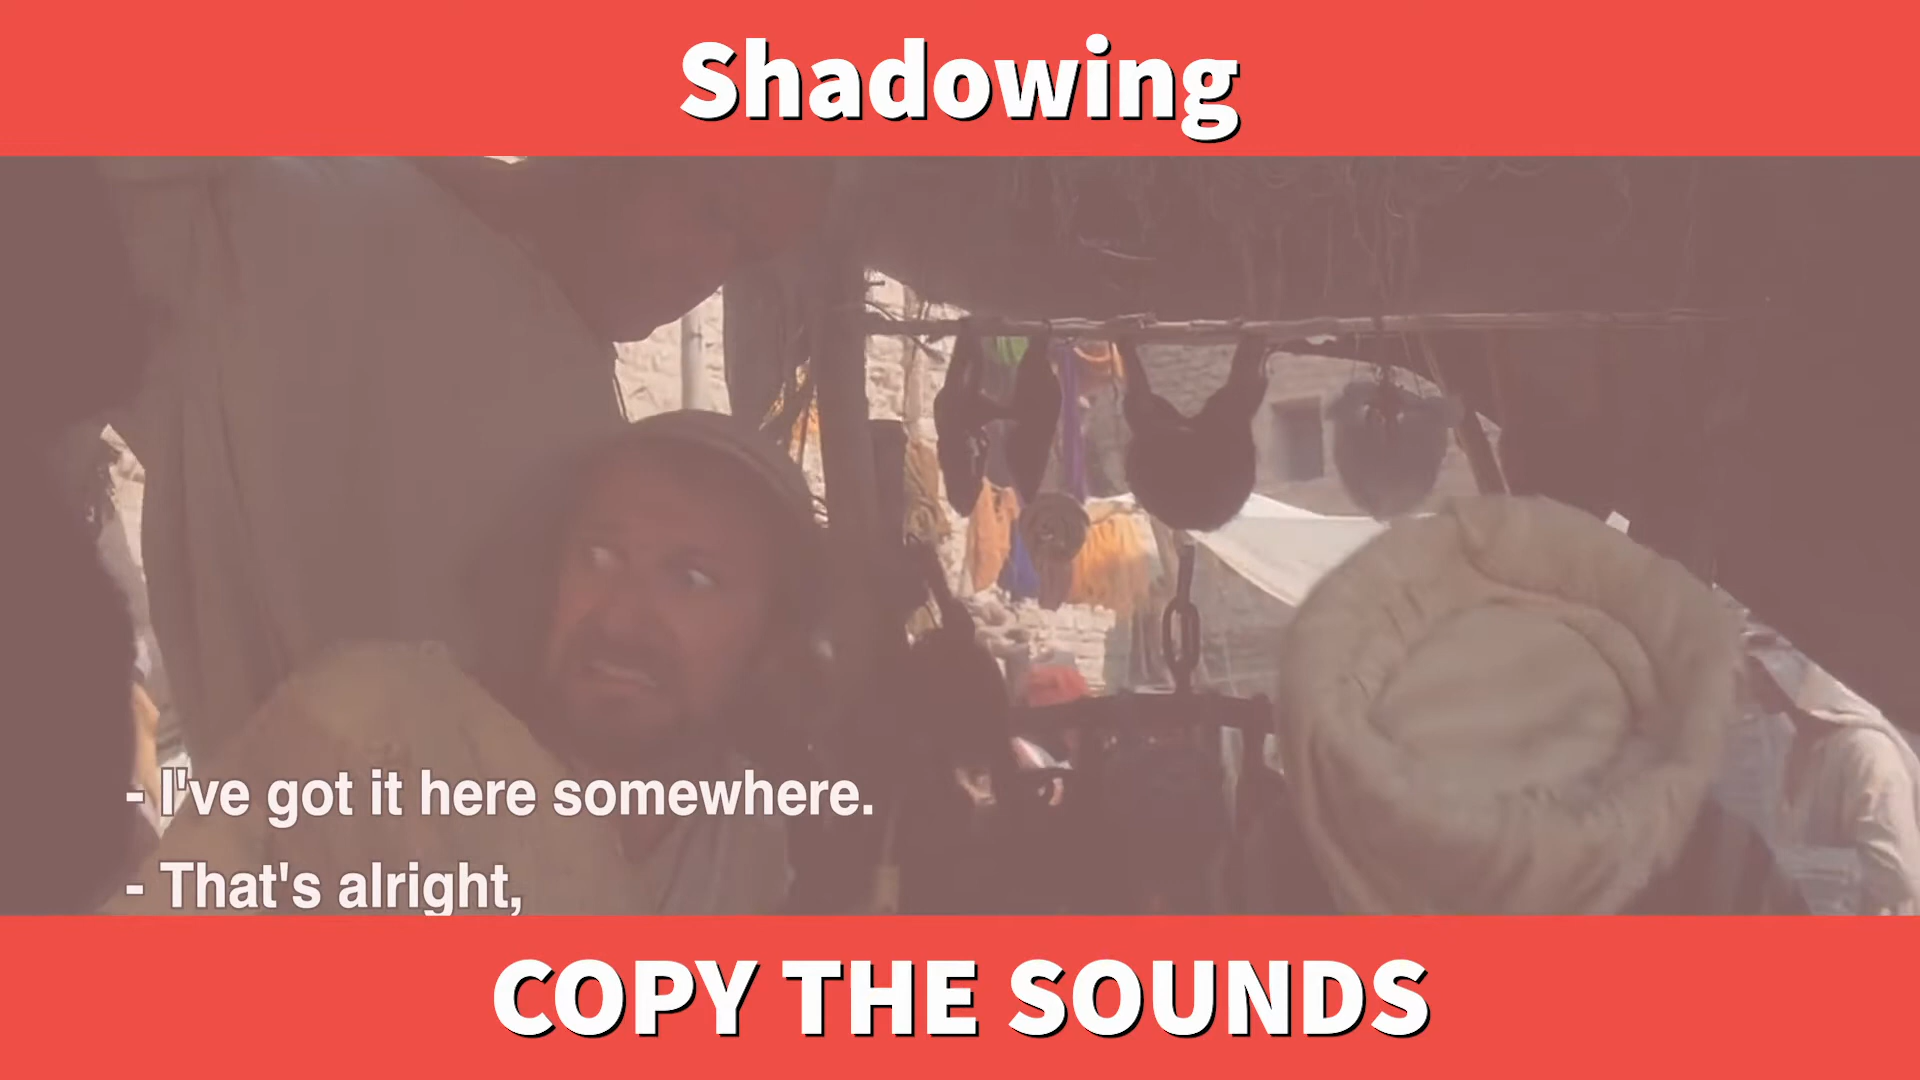 Shadowing
- I've got it here somewhere.
- That's alright,
COPY THE SOUNDS